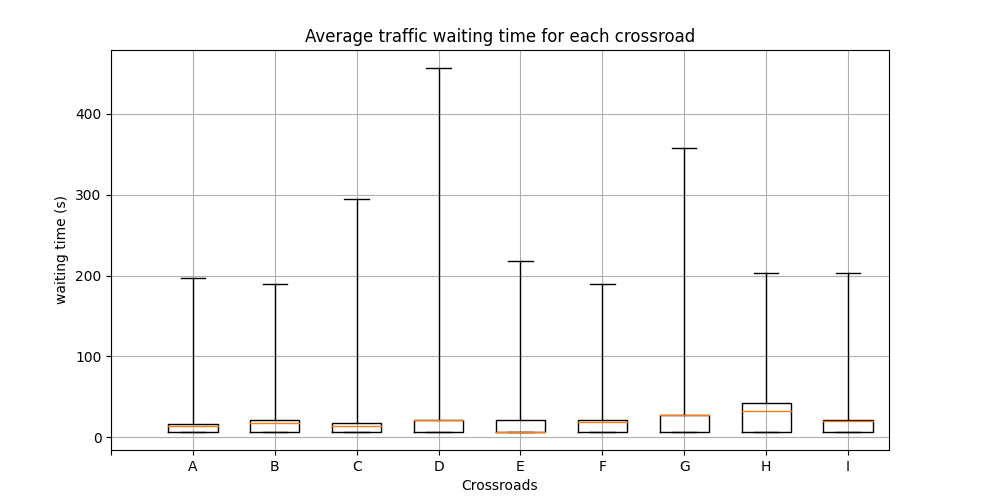 Average traffic waiting time for each crossroad
waiting time (s)
400
300
200
100
0
A B C D E F G H I
Crossroads